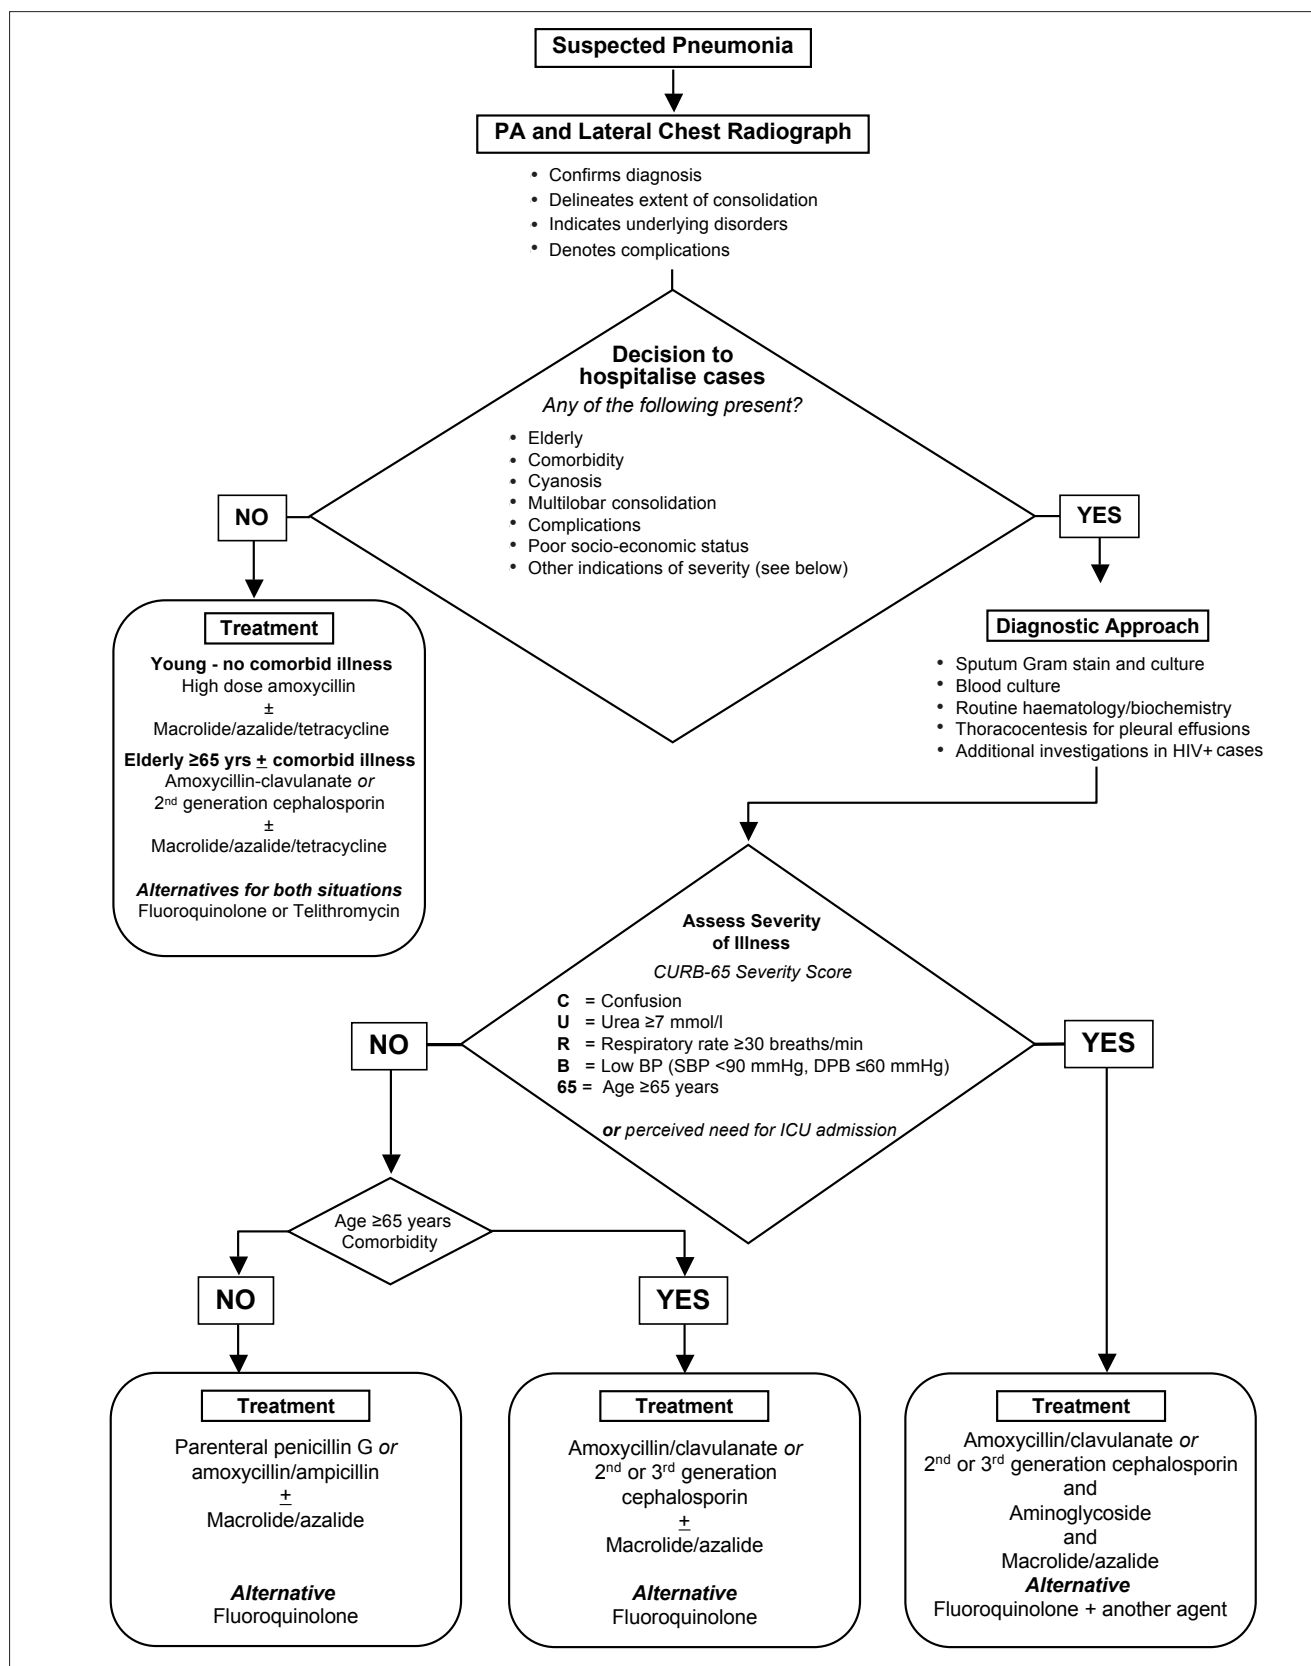 Suspected Pneumonia
PA and Lateral Chest Radiograph
• Confirms diagnosis
• Delineates extent of consolidation
• Indicates underlying disorders
• Denotes complications
Decision to
hospitalise cases
Any of the following present?
• Elderly
• Comorbidity
• Cyanosis
• Multilobar consolidation
• Complications
• Poor socio-economic status
• Other indications of severity (see below)
NO
YES
Treatment
Young - no comorbid illness
High dose amoxycillin
±
Macrolide/azalide/tetracycline
Elderly ≥65 yrs ± comorbid illness
Amoxycillin-clavulanate or
2nd generation cephalosporin
±
Macrolide/azalide/tetracycline
Alternatives for both situations
Fluoroquinolone or Telithromycin
Diagnostic Approach
• Sputum Gram stain and culture
• Blood culture
• Routine haematology/biochemistry
• Thoracocentesis for pleural effusions
• Additional investigations in HIV+ cases
Assess Severity
of Illness
CURB-65 Severity Score
C = Confusion
U = Urea ≥7 mmol/l
R = Respiratory rate ≥30 breaths/min
B = Low BP (SBP <90 mmHg, DPB ≤60 mmHg)
65 = Age ≥65 years
or perceived need for ICU admission
NO
YES
Age ≥65 years
Comorbidity
NO
YES
Treatment
Parenteral penicillin G or
amoxycillin/ampicillin
±
Macrolide/azalide
Alternative
Fluoroquinolone
Treatment
Amoxycillin/clavulanate or
2nd or 3rd generation
cephalosporin
±
Macrolide/azalide
Alternative
Fluoroquinolone
Treatment
Amoxycillin/clavulanate or
2nd or 3rd generation cephalosporin
and
Aminoglycoside
and
Macrolide/azalide
Alternative
Fluoroquinolone + another agent